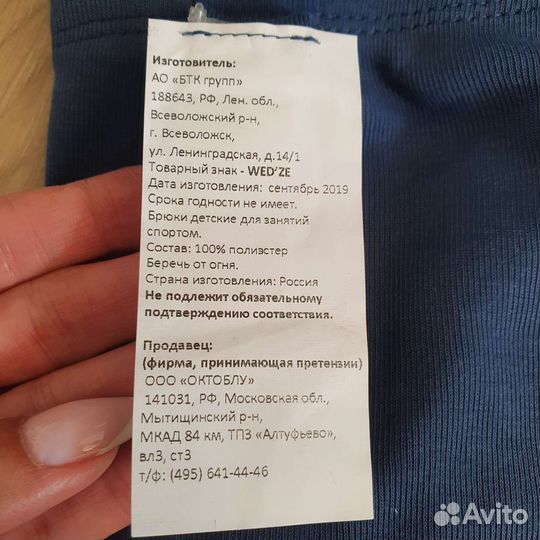 Изготовитель:
АО «БТК групп»
188643, РФ, Лен. обл.,
Всеволожский р-н,
г. Всеволожск,
ул. Ленинградская, д.14/1
Товарный знак - WED’ZE
Дата изготовления: сентябрь 2019
Срока годности не имеет.
Брюки детские для занятий
спортом.
Состав: 100% полиэстер
Беречь от огня.
Страна изготовления: Россия
Не подлежит обязательному
подтверждению соответствия.
Продавец:
(фирма, принимающая претензии)
ООО «ОКТОБЛУ»
141031, РФ, Московская обл.,
Мытищинский р-н,
МКАД 84 км, ТПЗ «Алтуфьево»,
вл3, ст3
т/ф: (495) 641-44-46
Avito